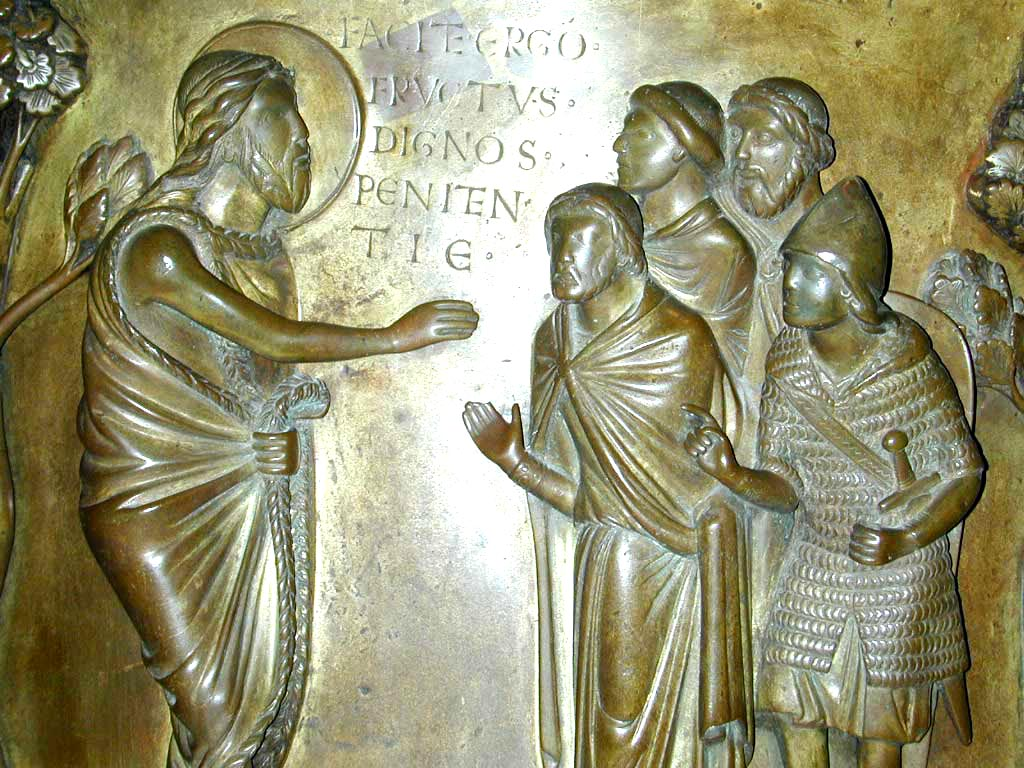 FACITE ERGO·
FRVCTVS·
DIGNOS·
PENITEN·
TIE·